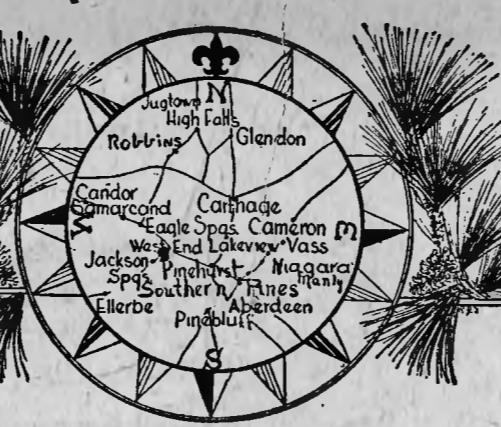 N
Jugtown
High Falls
Robbins Glendon
Candor
Samarcand
Carthage
Eagle Spgs. Cameron
W E
West End Lakeview Vass
Jackson Spgs.
Pinehurst Niagara
Manly
Southern Pines
Ellerbe Aberdeen
Pinebluff
S